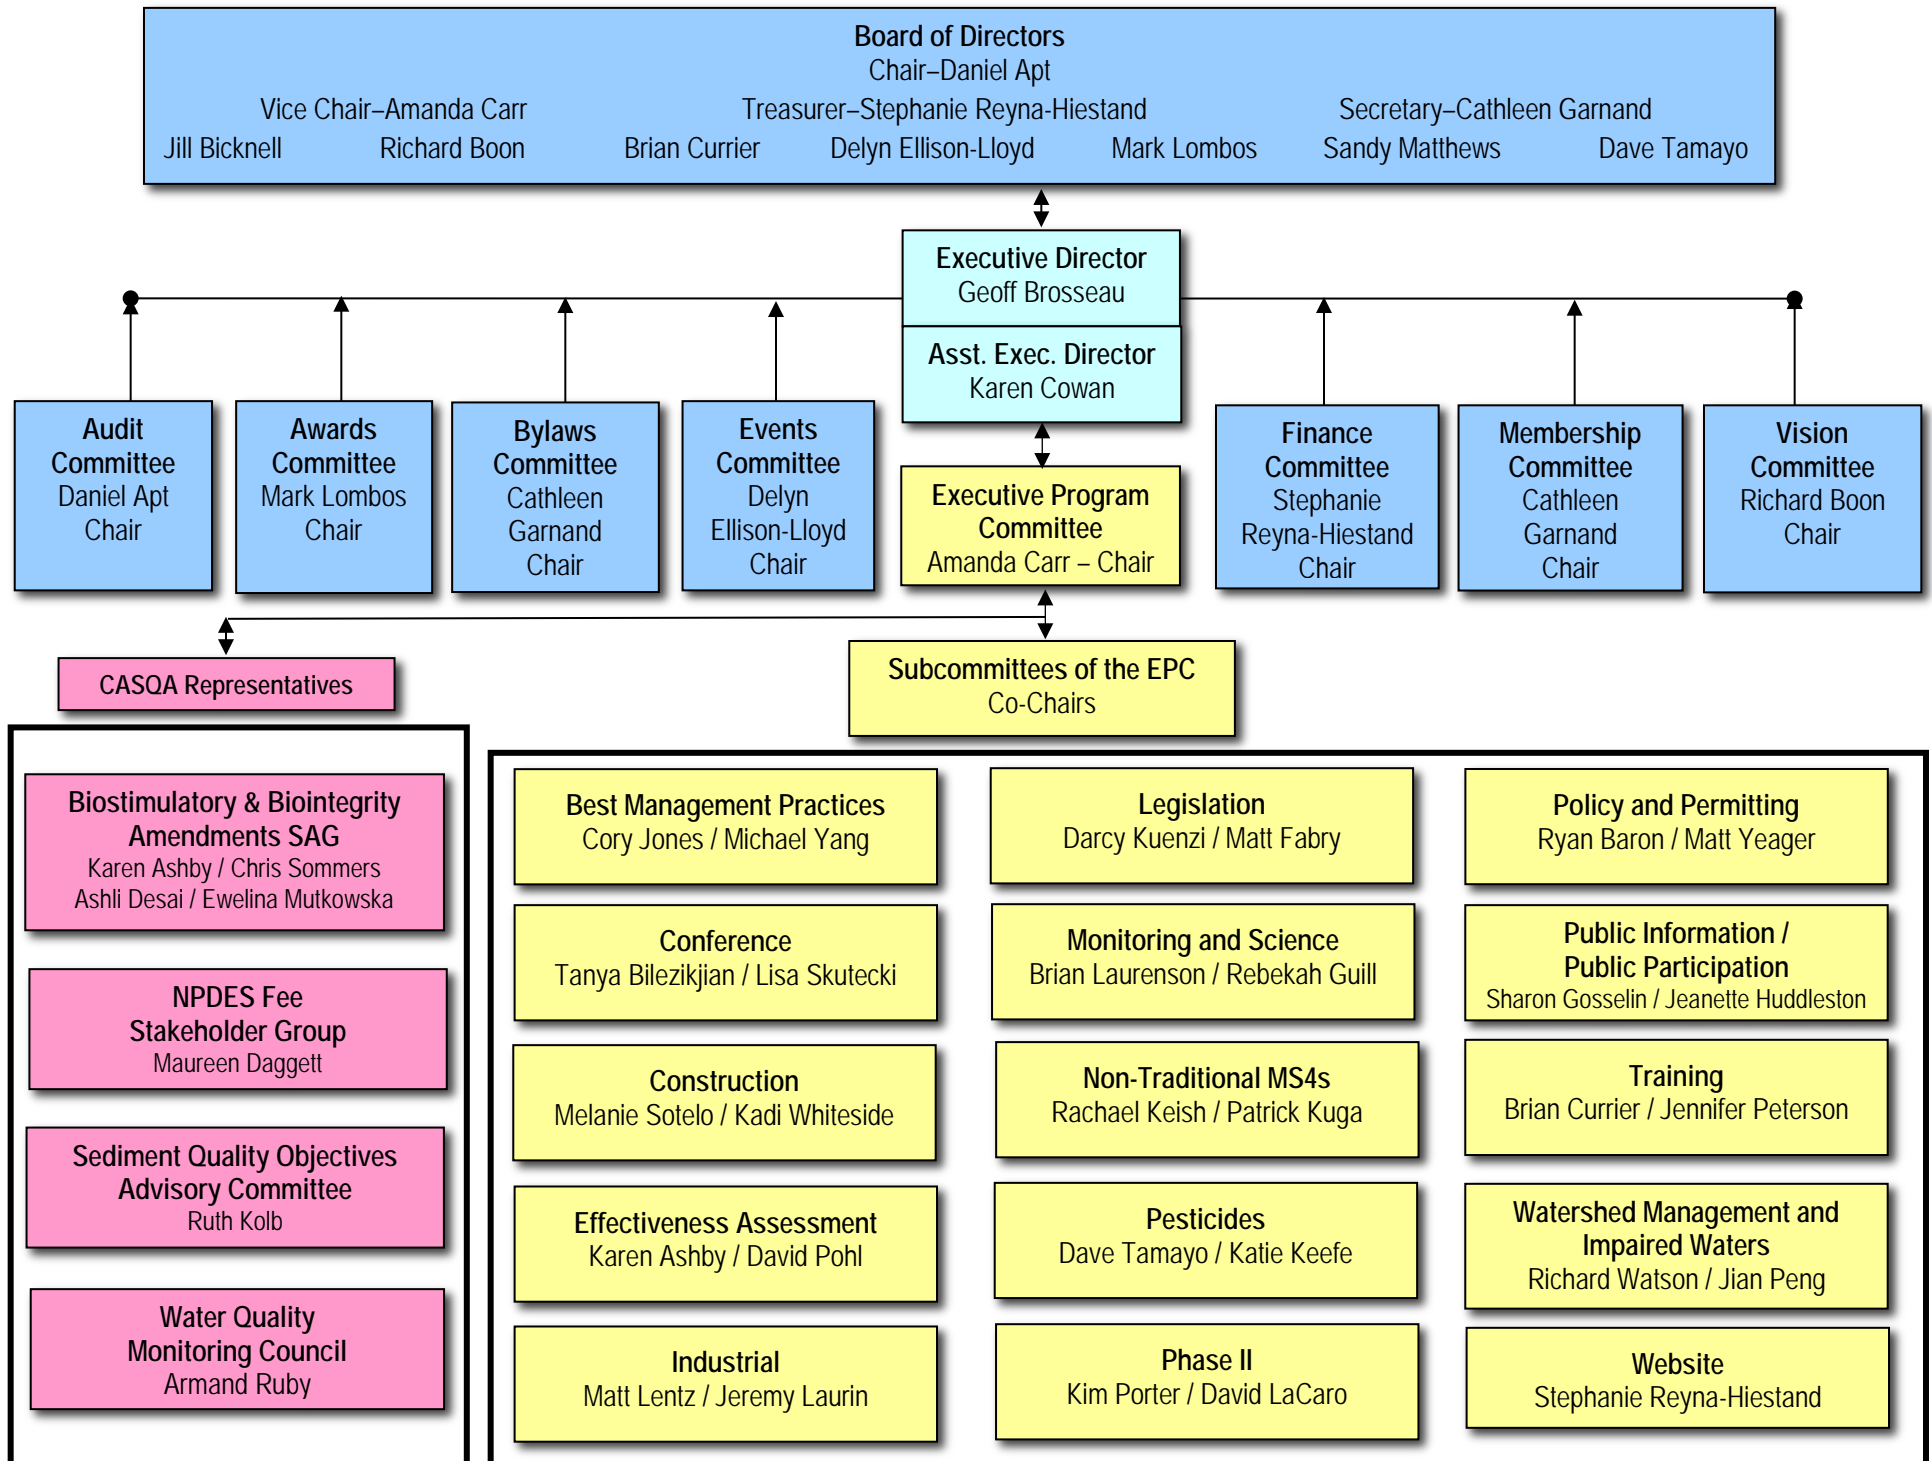 Board of Directors
Chair–Daniel Apt
Vice Chair–Amanda Carr Treasurer–Stephanie Reyna-Hiestand Secretary–Cathleen Garnand
Jill Bicknell Richard Boon Brian Currier Delyn Ellison-Lloyd Mark Lombos Sandy Matthews Dave Tamayo
Executive Director
Geoff Brosseau
Asst. Exec. Director
Karen Cowan
Audit
Committee
Daniel Apt
Chair
Awards
Committee
Mark Lombos
Chair
Bylaws
Committee
Cathleen
Garnand
Chair
Events
Committee
Delyn
Ellison-Lloyd
Chair
Executive Program
Committee
Amanda Carr – Chair
Finance
Committee
Stephanie
Reyna-Hiestand
Chair
Membership
Committee
Cathleen
Garnand
Chair
Vision
Committee
Richard Boon
Chair
CASQA Representatives
Subcommittees of the EPC
Co-Chairs
Biostimulatory & Biointegrity
Amendments SAG
Karen Ashby / Chris Sommers
Ashli Desai / Ewelina Mutkowska
NPDES Fee
Stakeholder Group
Maureen Daggett
Sediment Quality Objectives
Advisory Committee
Ruth Kolb
Water Quality
Monitoring Council
Armand Ruby
Best Management Practices
Cory Jones / Michael Yang
Conference
Tanya Bilezikjian / Lisa Skutecki
Construction
Melanie Sotelo / Kadi Whiteside
Effectiveness Assessment
Karen Ashby / David Pohl
Industrial
Matt Lentz / Jeremy Laurin
Legislation
Darcy Kuenzi / Matt Fabry
Monitoring and Science
Brian Laurenson / Rebekah Guill
Non-Traditional MS4s
Rachael Keish / Patrick Kuga
Pesticides
Dave Tamayo / Katie Keefe
Phase II
Kim Porter / David LaCaro
Policy and Permitting
Ryan Baron / Matt Yeager
Public Information /
Public Participation
Sharon Gosselin / Jeanette Huddleston
Training
Brian Currier / Jennifer Peterson
Watershed Management and
Impaired Waters
Richard Watson / Jian Peng
Website
Stephanie Reyna-Hiestand